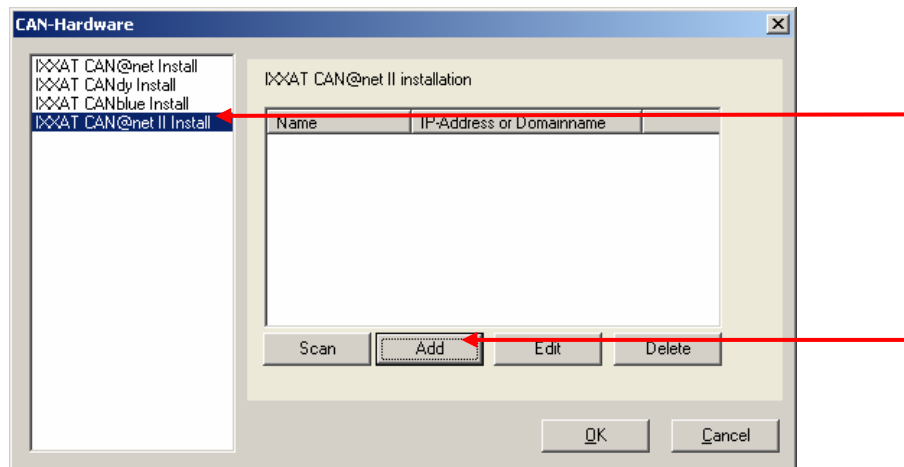 CAN-Hardware
IXXAT CAN@net Install
IXXAT CANdy Install
IXXAT CANblue Install
IXXAT CAN@net II Install
IXXAT CAN@net II installation
Name IP-Address or Domainname
Scan Add Edit Delete
OK Cancel